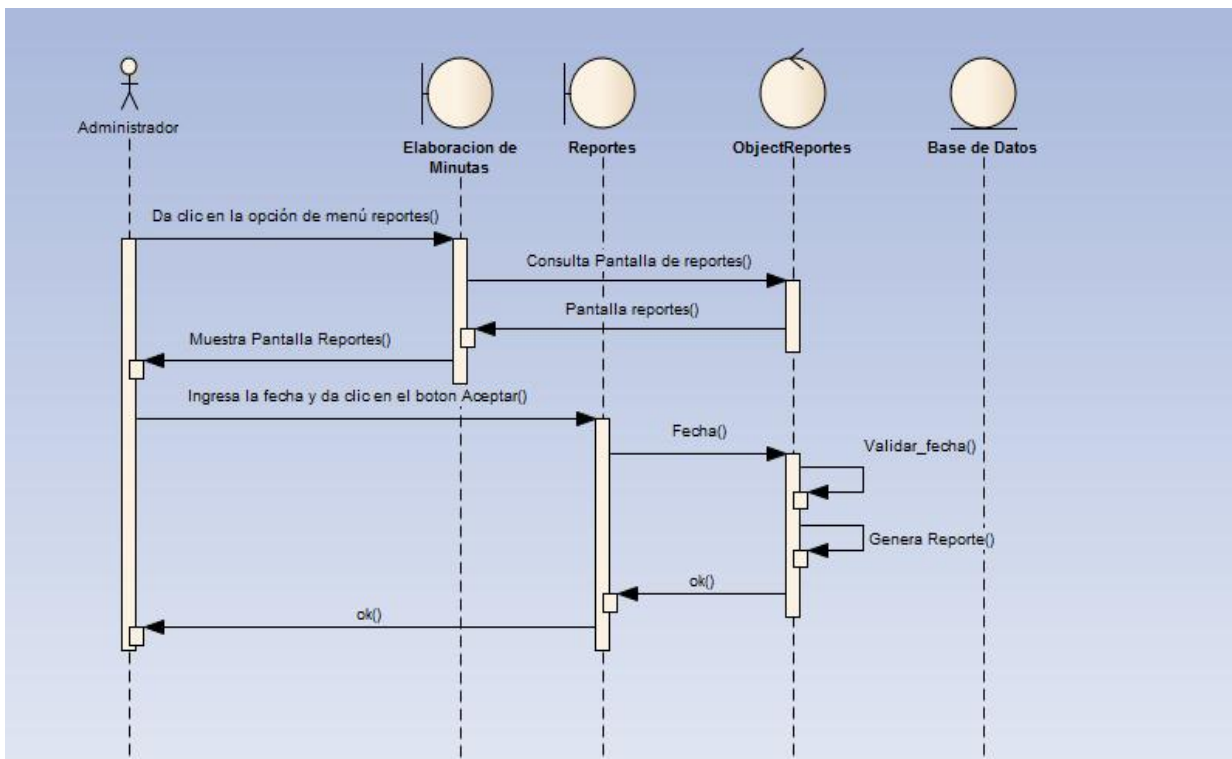 Administrador
Elaboracion de
Minutas
Reportes
ObjectReportes
Base de Datos
Da clic en la opción de menú reportes()
Consulta Pantalla de reportes()
Pantalla reportes()
Muestra Pantalla Reportes()
Ingresa la fecha y da clic en el boton Aceptar()
Fecha()
Validar_fecha()
Genera Reporte()
ok()
ok()